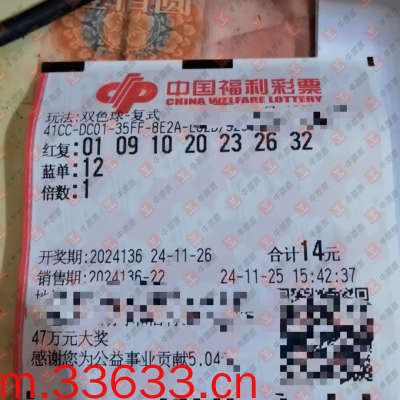 中国福利彩票
CHINA WELFARE LOTTERY
玩法:双色球-复式
41CC-DC01-35FF-8E2A-
红复:01 09 10 20 23 26 32
蓝单:12
倍数:1
开奖期:2024136 24-11-26 合计14元
销售期:2024136-22 24-11-25 15:42:37
47万元大奖
感谢您为公益事业贡献5.04
m.33633.cn